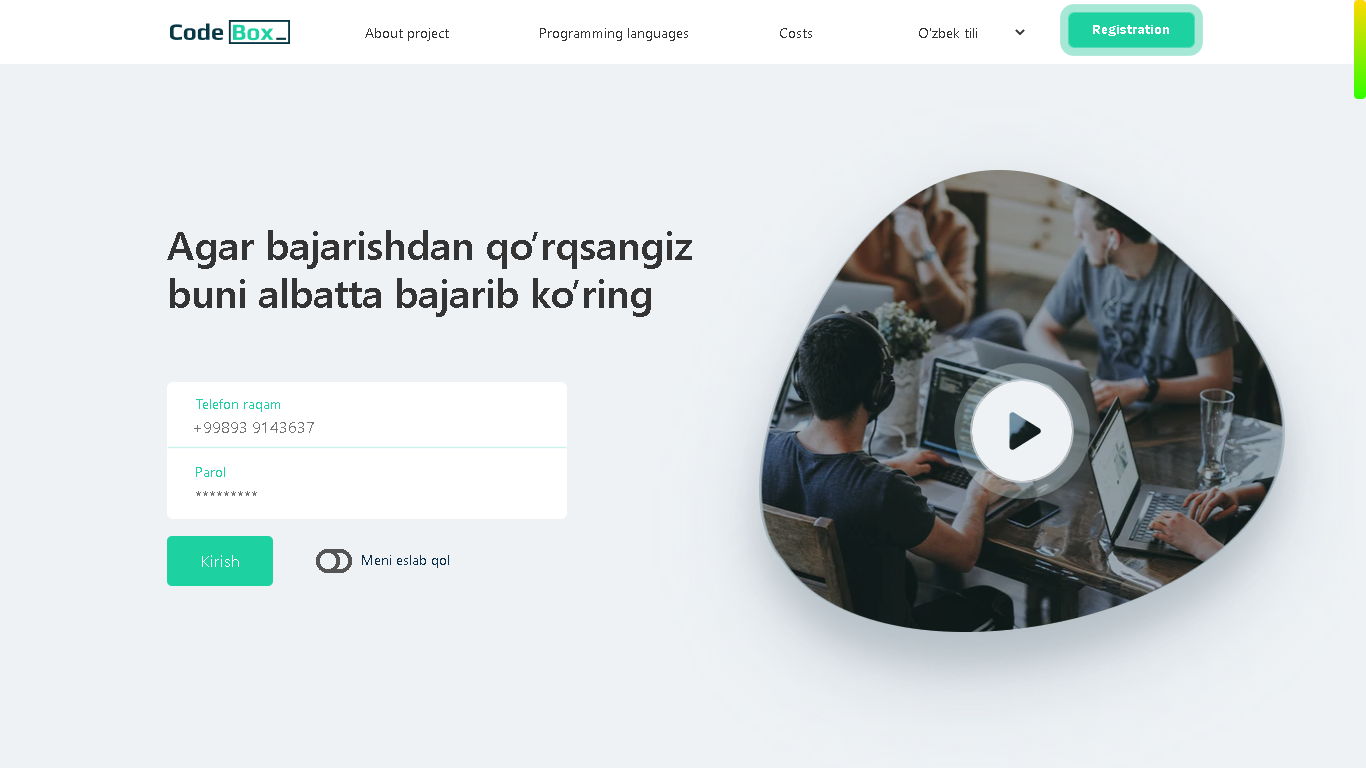 Code Box_
About project
Programming languages
Costs
O'zbek tili
Registration
Agar bajarishdan qo’rqsangiz
buni albatta bajarib ko’ring
Telefon raqam
+99893 9143637
Parol
*********
Kirish
Meni eslab qol